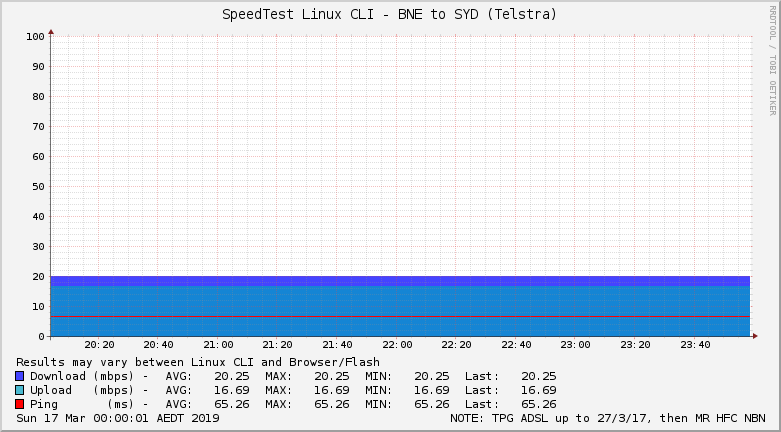 SpeedTest Linux CLI - BNE to SYD (Telstra)
RRDTOOL / TOBI OETIKER
100
90
80
70
60
50
40
30
20
10
0
20:20 20:40 21:00 21:20 21:40 22:00 22:20 22:40 23:00 23:20 23:40
Results may vary between Linux CLI and Browser/Flash
Download (mbps) - AVG: 20.25 MAX: 20.25 MIN: 20.25 Last: 20.25
Upload (mbps) - AVG: 16.69 MAX: 16.69 MIN: 16.69 Last: 16.69
Ping (ms) - AVG: 65.26 MAX: 65.26 MIN: 65.26 Last: 65.26
Sun 17 Mar 00:00:01 AEDT 2019 NOTE: TPG ADSL up to 27/3/17, then MR HFC NBN